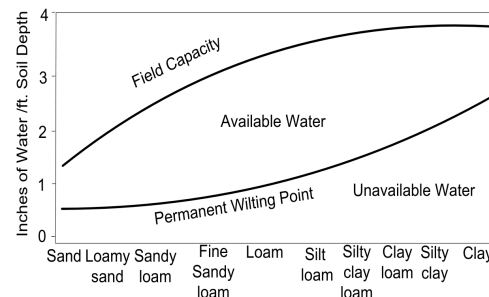 4
3
2
1
0
Inches of Water /ft. Soil Depth
Field Capacity
Available Water
Permanent Wilting Point
Unavailable Water
Sand
Loamy
sand
Sandy
loam
Fine
Sandy
loam
Loam
Silt
loam
Silty
clay
loam
Clay
loam
Silty
clay
Clay